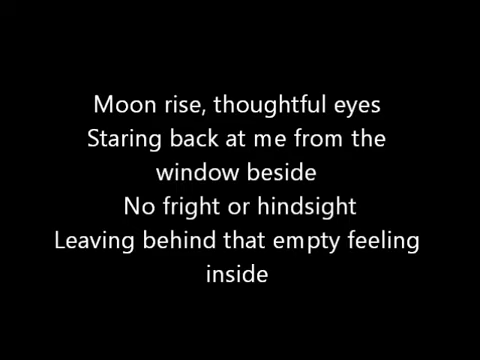 Moon rise, thoughtful eyes
Staring back at me from the
window beside
No fright or hindsight
Leaving behind that empty feeling
inside